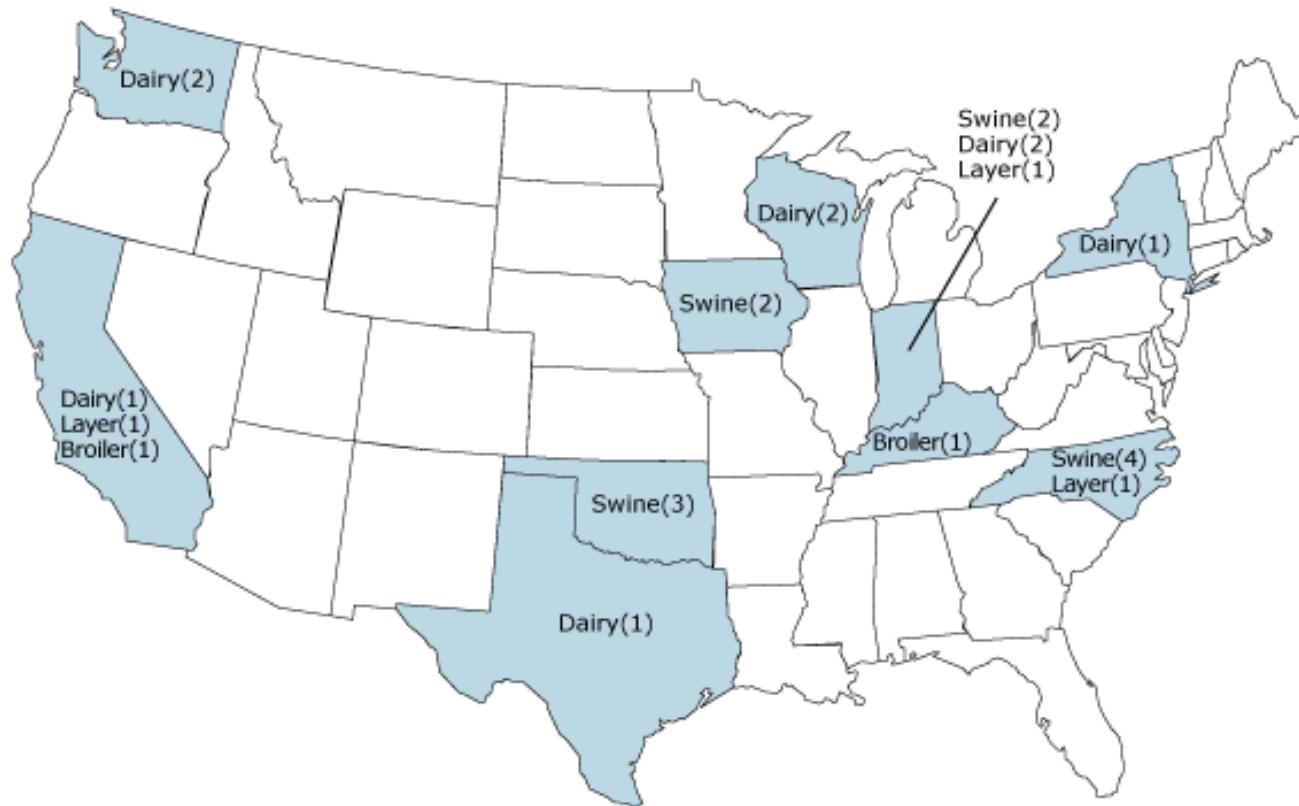 Dairy(2)
Swine(2)
Dairy(2)
Layer(1)
Dairy(2)
Dairy(1)
Swine(2)
Dairy(1)
Layer(1)
Broiler(1)
Broiler(1)
Swine(4)
Layer(1)
Swine(3)
Dairy(1)